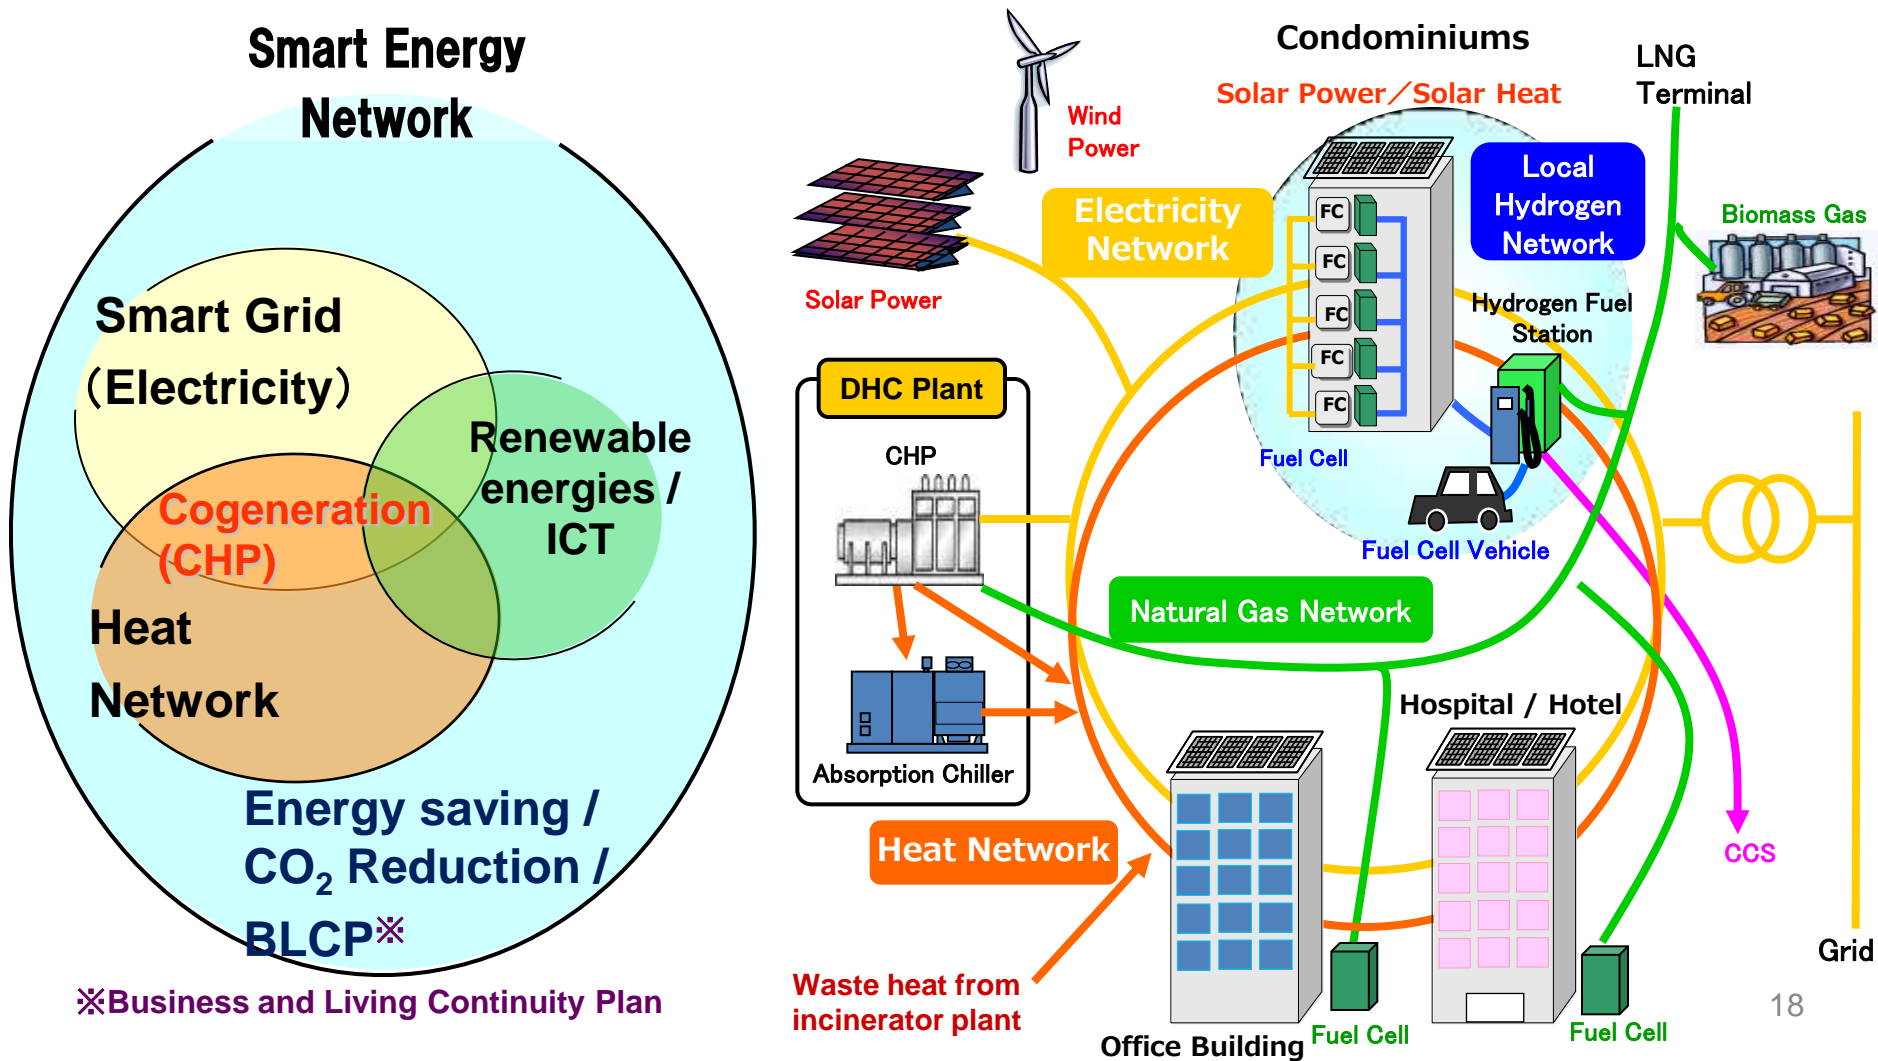 Smart Energy
Network
Smart Grid
（Electricity）
Renewable
energies /
ICT
Cogeneration
(CHP)
Heat
Network
Energy saving /
CO₂ Reduction /
BLCP※
※Business and Living Continuity Plan
Wind
Power
Solar Power
Condominiums
Solar Power／Solar Heat
LNG
Terminal
Electricity
Network
Local
Hydrogen
Network
Biomass Gas
FC
FC
FC
FC
FC
Hydrogen Fuel
Station
Fuel Cell
Fuel Cell Vehicle
DHC Plant
CHP
Absorption Chiller
Natural Gas Network
Hospital / Hotel
Heat Network
CCS
Grid
Waste heat from
incinerator plant
Office Building
Fuel Cell
Fuel Cell
18